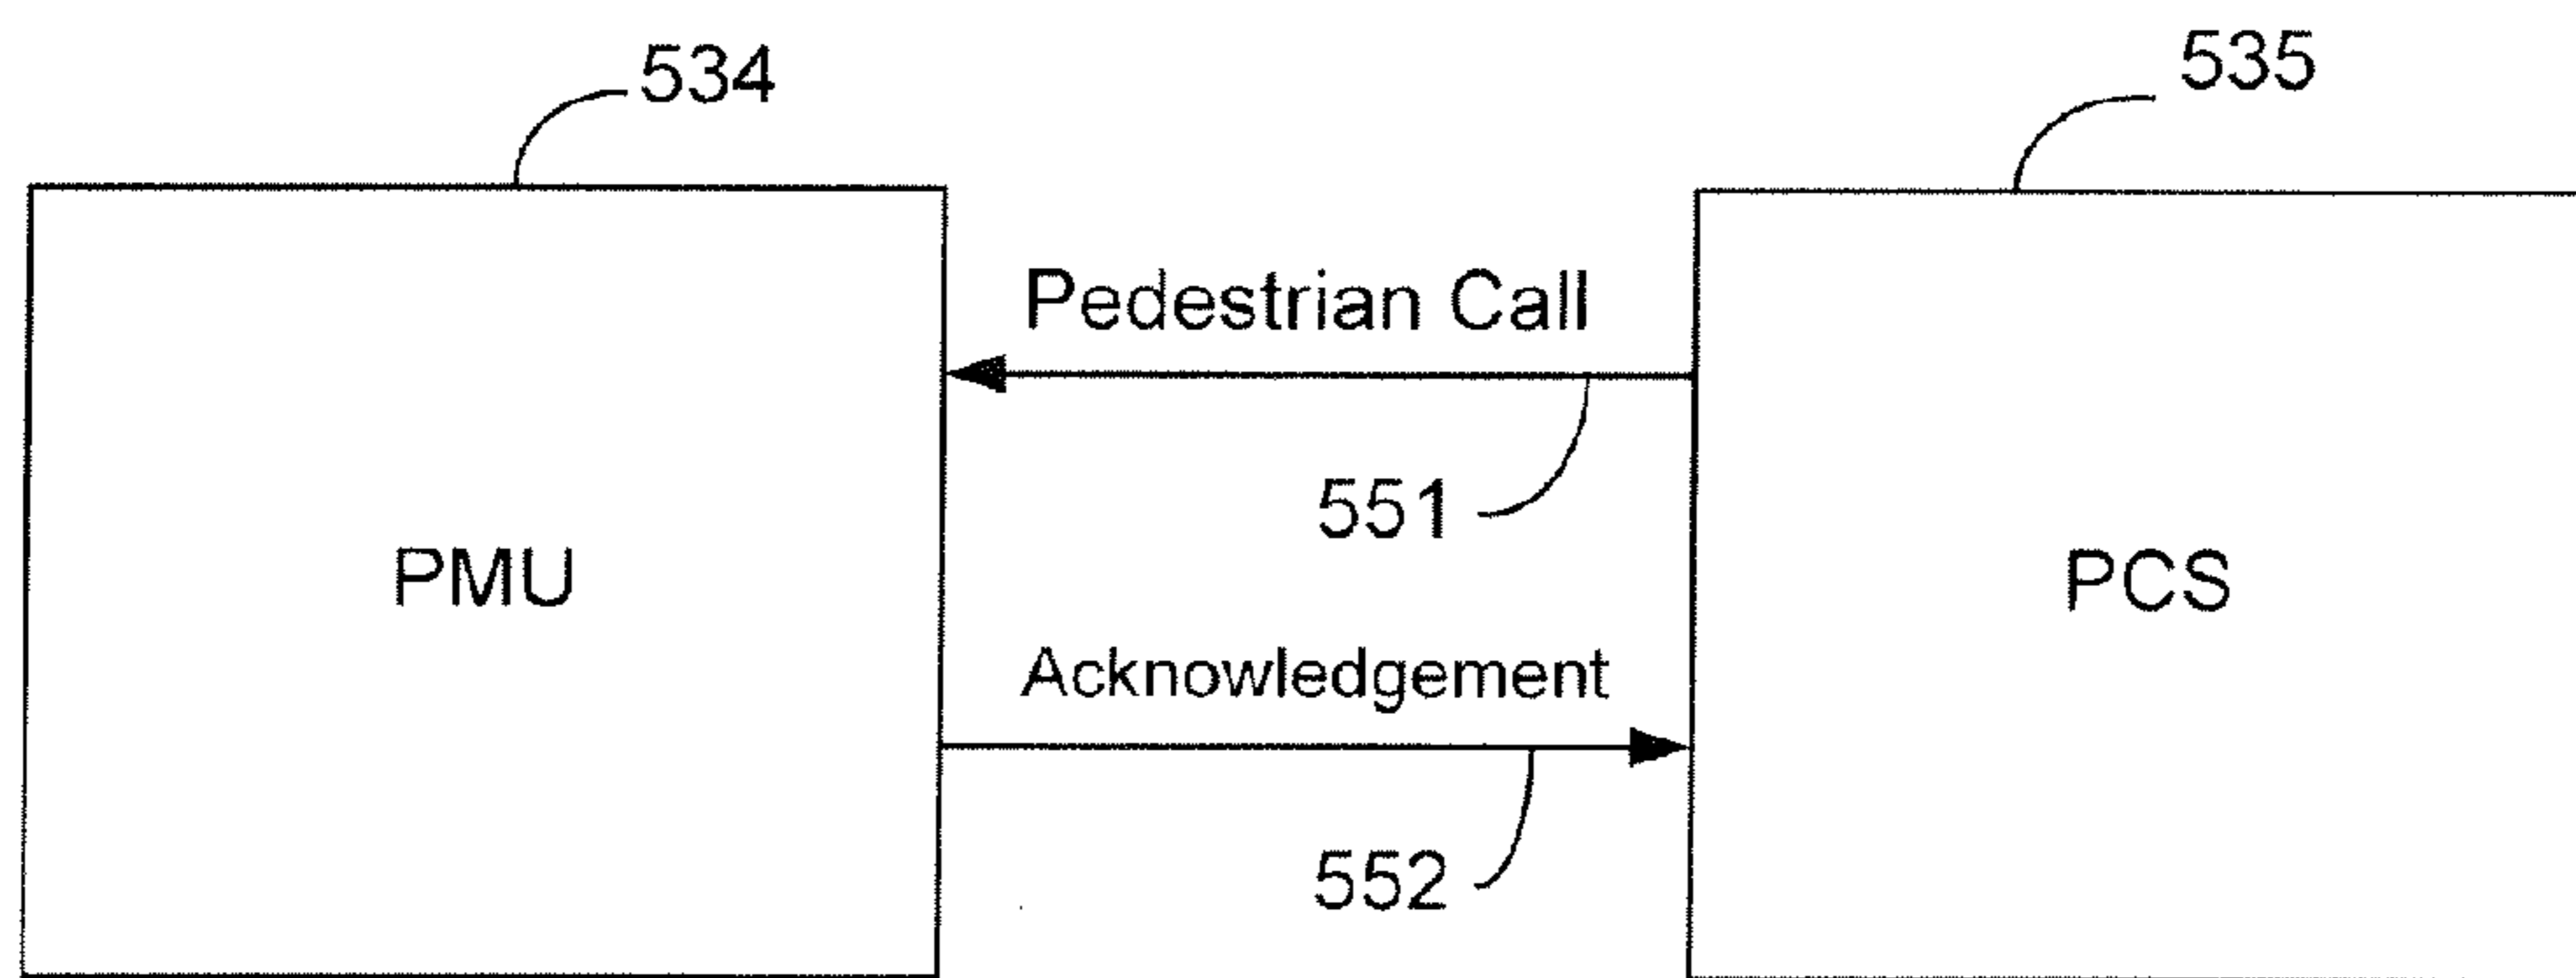 534
535
Pedestrian Call
551
PMU
PCS
Acknowledgement
552